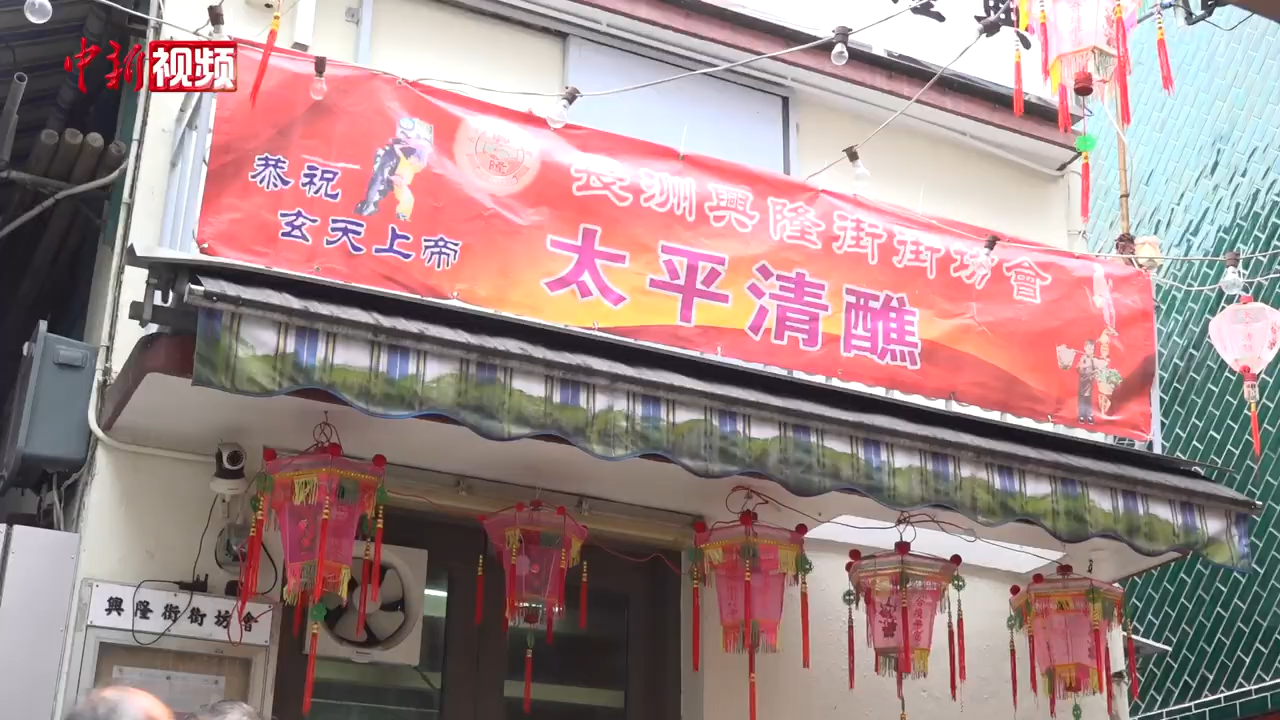 中新视频
恭祝
玄天上帝
長洲興隆街街坊會
太平清醮
興隆街街坊會